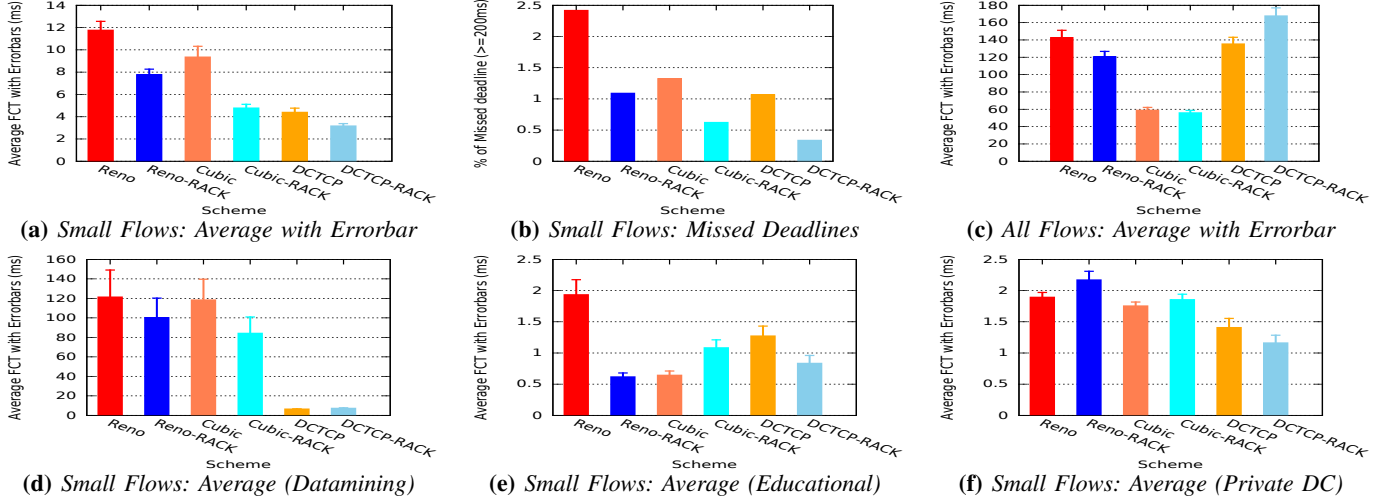 Average FCT with Errorbars (ms)
14
12
10
8
6
4
2
0
Reno
Reno-RACK
Cubic
Cubic-RACK
DCTCP
DCTCP-RACK
Scheme
(a) Small Flows: Average with Errorbar
% of Missed deadline (>=200ms)
2.5
2
1.5
1
0.5
0
Reno
Reno-RACK
Cubic
Cubic-RACK
DCTCP
DCTCP-RACK
Scheme
(b) Small Flows: Missed Deadlines
Average FCT with Errorbars (ms)
180
160
140
120
100
80
60
40
20
0
Reno
Reno-RACK
Cubic
Cubic-RACK
DCTCP
DCTCP-RACK
Scheme
(c) All Flows: Average with Errorbar
Average FCT with Errorbars (ms)
160
140
120
100
80
60
40
20
0
Reno
Reno-RACK
Cubic
Cubic-RACK
DCTCP
DCTCP-RACK
Scheme
(d) Small Flows: Average (Datamining)
Average FCT with Errorbars (ms)
2.5
2
1.5
1
0.5
0
Reno
Reno-RACK
Cubic
Cubic-RACK
DCTCP
DCTCP-RACK
Scheme
(e) Small Flows: Average (Educational)
Average FCT with Errorbars (ms)
2.5
2
1.5
1
0.5
0
Reno
Reno-RACK
Cubic
Cubic-RACK
DCTCP
DCTCP-RACK
Scheme
(f) Small Flows: Average (Private DC)